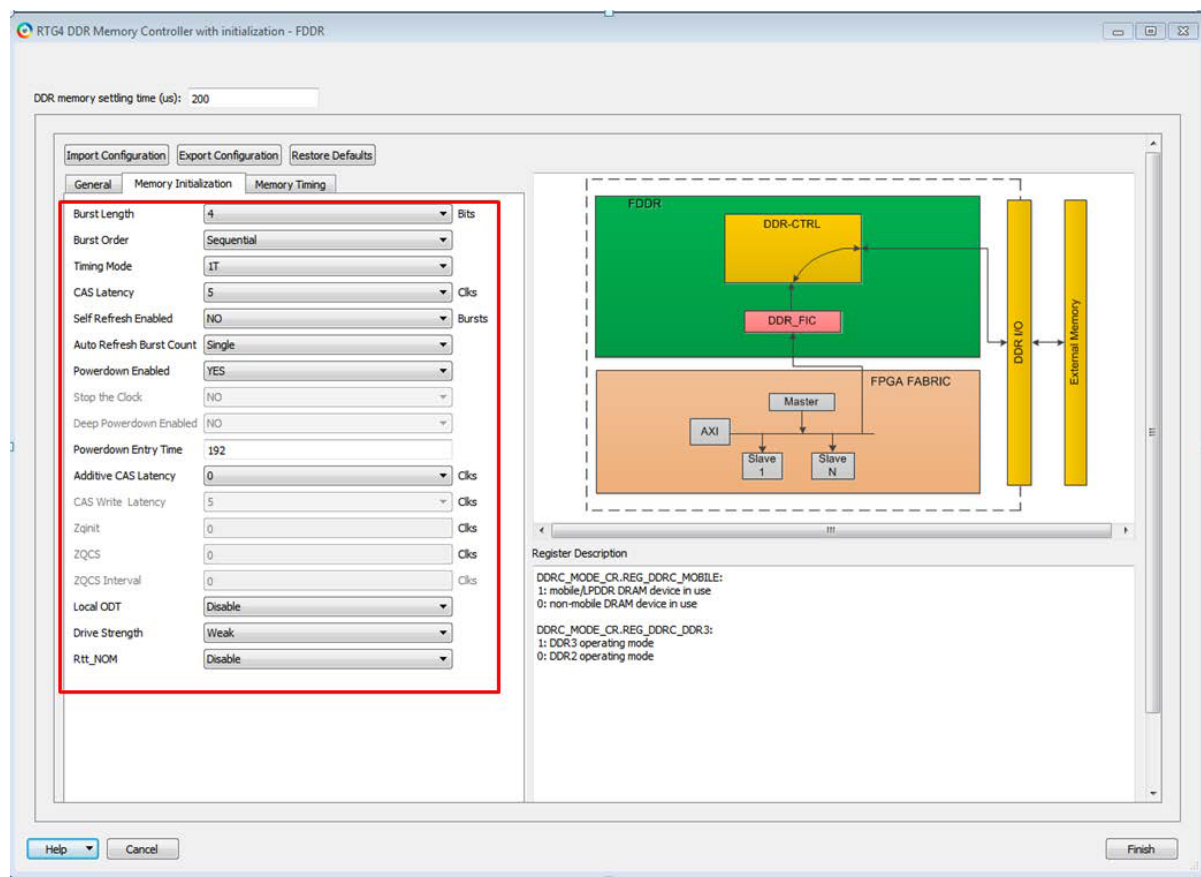 RTG4 DDR Memory Controller with initialization - FDDR
DDR memory settling time (us): 200
Import Configuration Export Configuration Restore Defaults
General Memory Initialization Memory Timing
Burst Length 4 Bits
Burst Order Sequential
Timing Mode 1T
CAS Latency 5 Clks
Self Refresh Enabled NO Bursts
Auto Refresh Burst Count Single
Powerdown Enabled YES
Stop the Clock NO
Deep Powerdown Enabled NO
Powerdown Entry Time 192
Additive CAS Latency 0 Clks
CAS Write Latency 5 Clks
Zqinit 0 Clks
ZQCS 0 Clks
ZQCS Interval 0 Clks
Local ODT Disable
Drive Strength Weak
Rtt_NOM Disable
FDDR
DDR-CTRL
DDR_FIC
FPGA FABRIC
Master
AXI
Slave
1
Slave
N
DDR I/O
External Memory
Register Description
DDRC_MODE_CR.REG_DDRC_MOBILE:
1: mobile/LPDDR DRAM device in use
0: non-mobile DRAM device in use
DDRC_MODE_CR.REG_DDRC_DDR3:
1: DDR3 operating mode
0: DDR2 operating mode
Help Cancel Finish